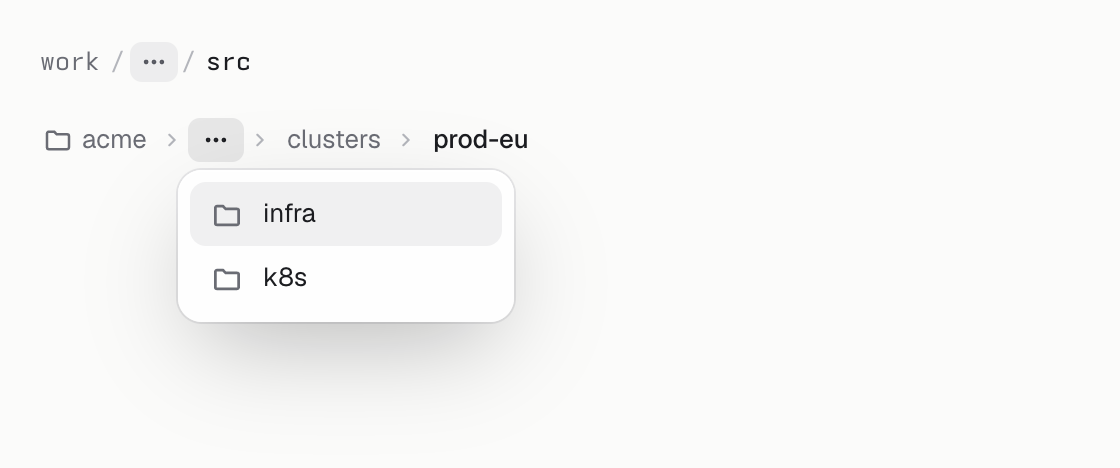 work / ··· / src
acme > ··· > clusters > prod-eu
infra
k8s